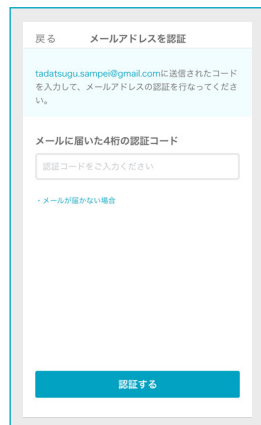 戻る メールアドレスを認証
tadatsugu.sampei@gmail.comに送信されたコード
を入力して、メールアドレスの認証を行なってくださ
い。
メールに届いた4桁の認証コード
認証コードをご入力ください
・メールが届かない場合
認証する